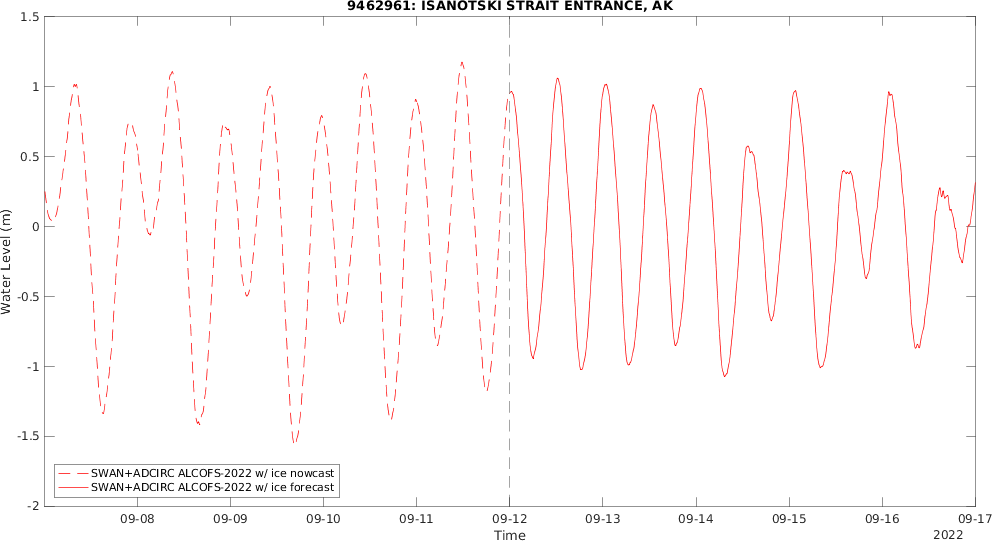 9462961: ISANOTSKI STRAIT ENTRANCE, AK
1.5
1
0.5
0
-0.5
-1
-1.5
-2
Water Level (m)
SWAN+ADCIRC ALCOFS-2022 w/ ice nowcast
SWAN+ADCIRC ALCOFS-2022 w/ ice forecast
09-08 09-09 09-10 09-11 09-12 09-13 09-14 09-15 09-16 09-17
Time
2022